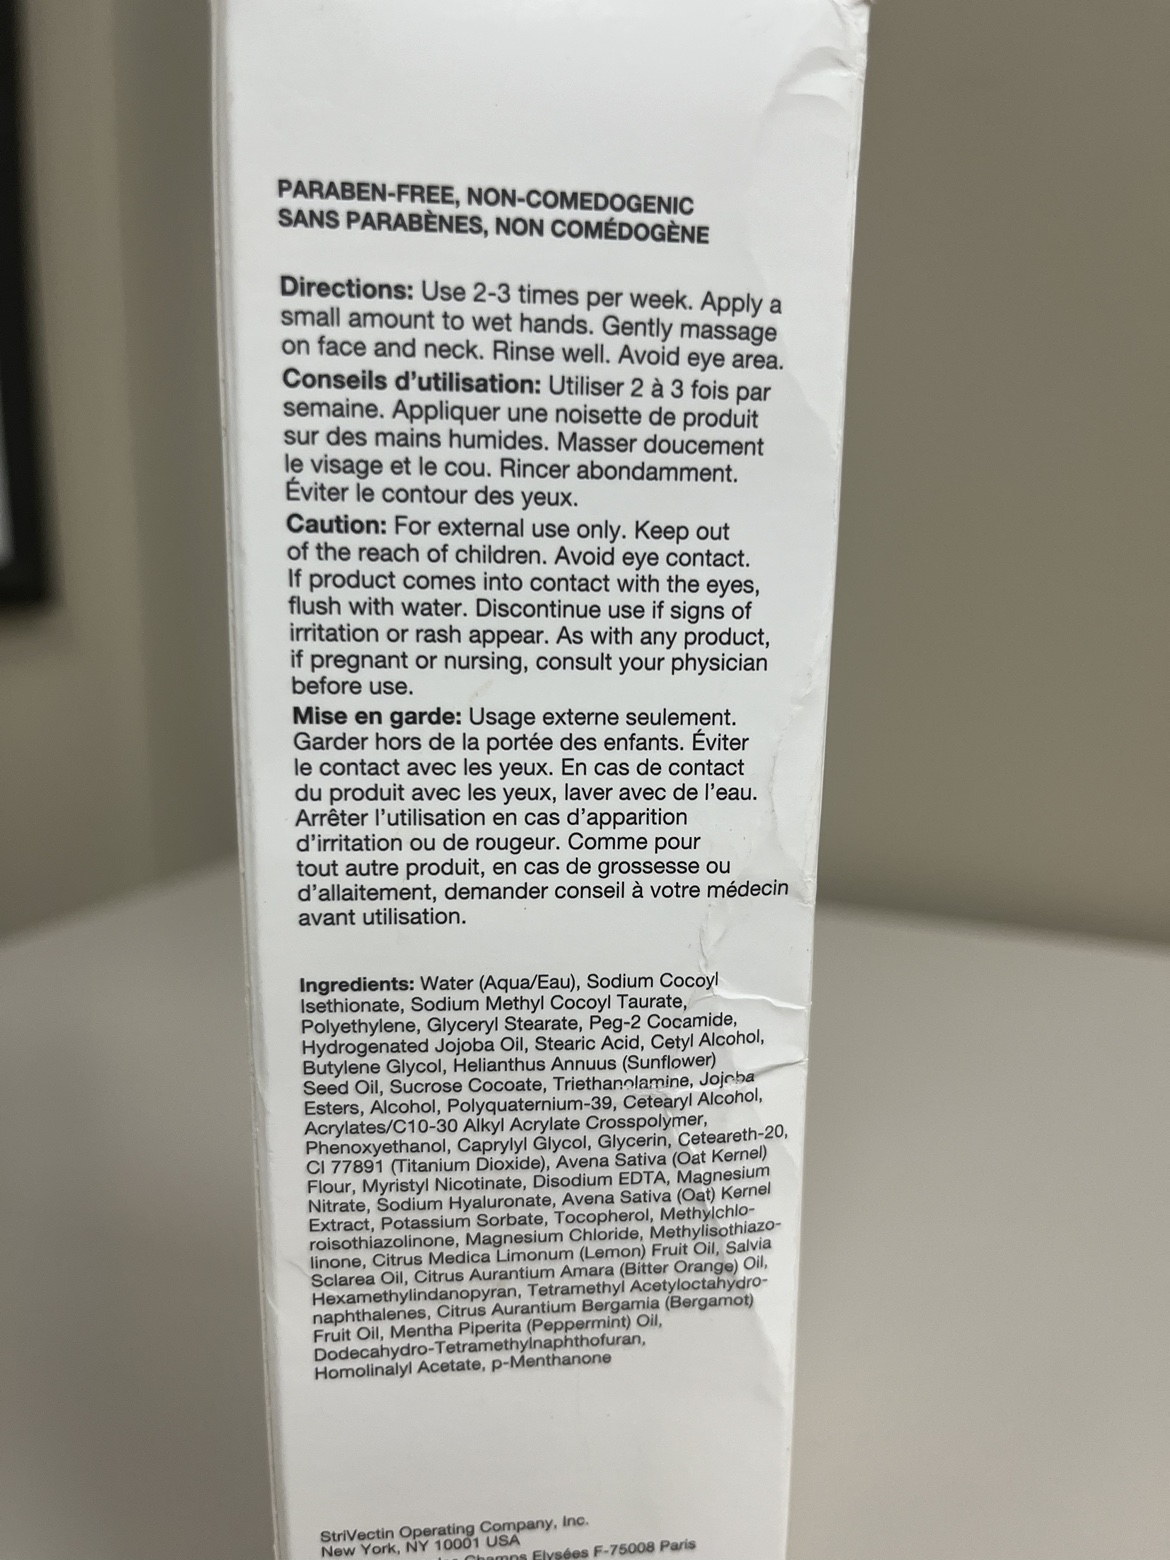 PARABEN-FREE, NON-COMEDOGENIC
SANS PARABÈNES, NON COMÉDOGÈNE
Directions: Use 2-3 times per week. Apply a
small amount to wet hands. Gently massage
on face and neck. Rinse well. Avoid eye area.
Conseils d'utilisation: Utiliser 2 à 3 fois par
semaine. Appliquer une noisette de produit
sur des mains humides. Masser doucement
le visage et le cou. Rincer abondamment.
Éviter le contour des yeux.
Caution: For external use only. Keep out
of the reach of children. Avoid eye contact.
If product comes into contact with the eyes,
flush with water. Discontinue use if signs of
irritation or rash appear. As with any product,
if pregnant or nursing, consult your physician
before use.
Mise en garde: Usage externe seulement.
Garder hors de la portée des enfants. Éviter
le contact avec les yeux. En cas de contact
du produit avec les yeux, laver avec de l'eau.
Arrêter l'utilisation en cas d'apparition
d'irritation ou de rougeur. Comme pour
tout autre produit, en cas de grossesse ou
d'allaitement, demander conseil à votre médecin
avant utilisation.
Ingredients: Water (Aqua/Eau), Sodium Cocoyl
Isethionate, Sodium Methyl Cocoyl Taurate,
Polyethylene, Glyceryl Stearate, Peg-2 Cocamide,
Hydrogenated Jojoba Oil, Stearic Acid, Cetyl Alcohol,
Butylene Glycol, Helianthus Annuus (Sunflower)
Seed Oil, Sucrose Cocoate, Triethanolamine, Jojoba
Esters, Alcohol, Polyquaternium-39, Cetearyl Alcohol,
Acrylates/C10-30 Alkyl Acrylate Crosspolymer,
Phenoxyethanol, Caprylyl Glycol, Glycerin, Ceteareth-20,
CI 77891 (Titanium Dioxide), Avena Sativa (Oat Kernel)
Flour, Myristyl Nicotinate, Disodium EDTA, Magnesium
Nitrate, Sodium Hyaluronate, Avena Sativa (Oat) Kernel
Extract, Potassium Sorbate, Tocopherol, Methylchlo-
roisothiazolinone, Magnesium Chloride, Methylisothiazo-
linone, Citrus Medica Limonum (Lemon) Fruit Oil, Salvia
Sclarea Oil, Citrus Aurantium Amara (Bitter Orange) Oil,
Hexamethylindanopyran, Tetramethyl Acetyloctahydro-
naphthalenes, Citrus Aurantium Bergamia (Bergamot)
Fruit Oil, Mentha Piperita (Peppermint) Oil,
Dodecahydro-Tetramethylnaphthofuran,
Homolinalyl Acetate, p-Menthanone
StriVectin Operating Company, Inc.
New York, NY 10001 USA
Champs Elysées F-75008 Paris